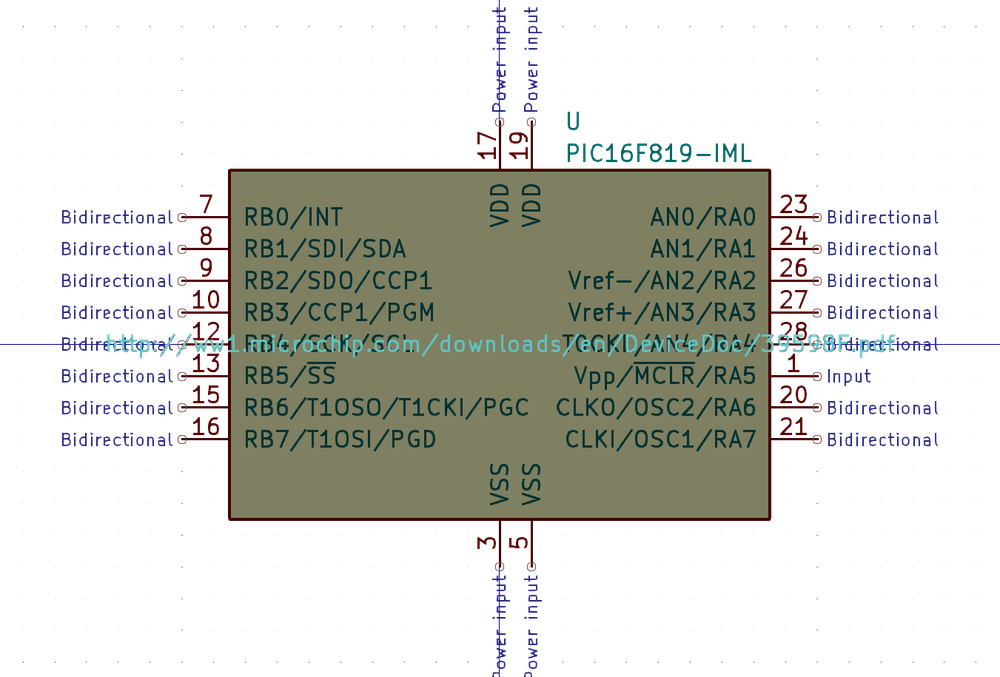 Power input Power input
17 19
U
PIC16F819-IML
VDD VDD
Bidirectional 7 RB0/INT AN0/RA0 23 Bidirectional
Bidirectional 8 RB1/SDI/SDA AN1/RA1 24 Bidirectional
Bidirectional 9 RB2/SDO/CCP1 Vref-/AN2/RA2 26 Bidirectional
Bidirectional 10 RB3/CCP1/PGM Vref+/AN3/RA3 27 Bidirectional
Bidirectional 12 RB4/SCK/SCL T0CKI/AN4/RA4 28 Bidirectional
http://ww1.microchip.com/downloads/en/DeviceDoc/39598F.pdf
Bidirectional 13 RB5/SS Vpp/MCLR/RA5 1 Input
Bidirectional 15 RB6/T1OSO/T1CKI/PGC CLKO/OSC2/RA6 20 Bidirectional
Bidirectional 16 RB7/T1OSI/PGD CLKI/OSC1/RA7 21 Bidirectional
VSS VSS
3 5
Power input Power input